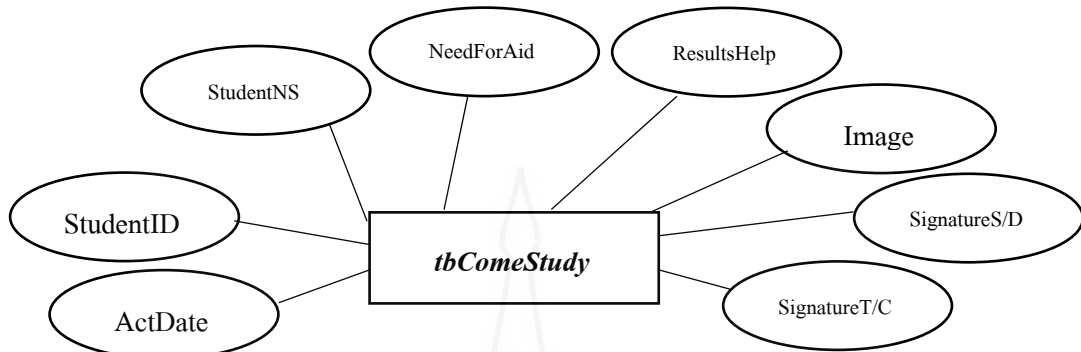 NeedForAid
ResultsHelp
StudentNS
Image
StudentID
SignatureS/D
tbComeStudy
ActDate
SignatureT/C